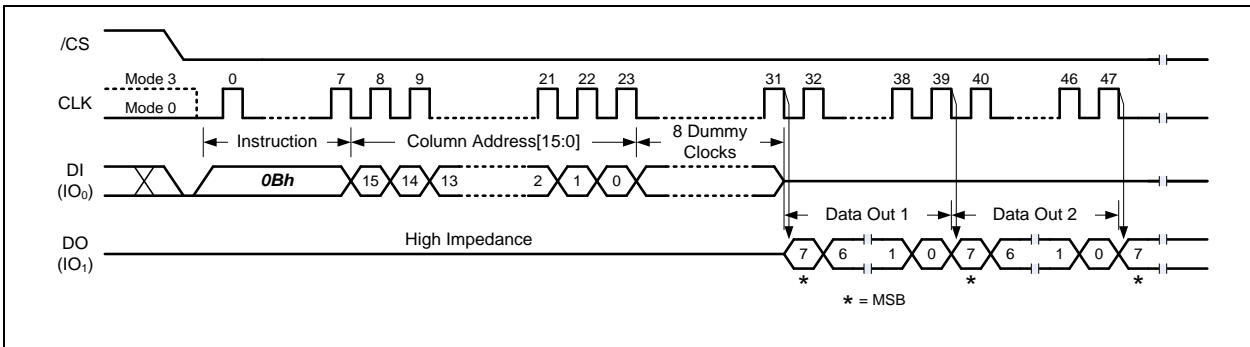 /CS
Mode 3 0 7 8 9 21 22 23 31 32 38 39 40 46 47
CLK
Mode 0
Instruction Column Address[15:0] 8 Dummy
Clocks
DI
(IO₀)
0Bh 15 14 13 2 1 0
Data Out 1 Data Out 2
DO
(IO₁)
High Impedance
7 6 1 0 7 6 1 0 7
* * *
* = MSB